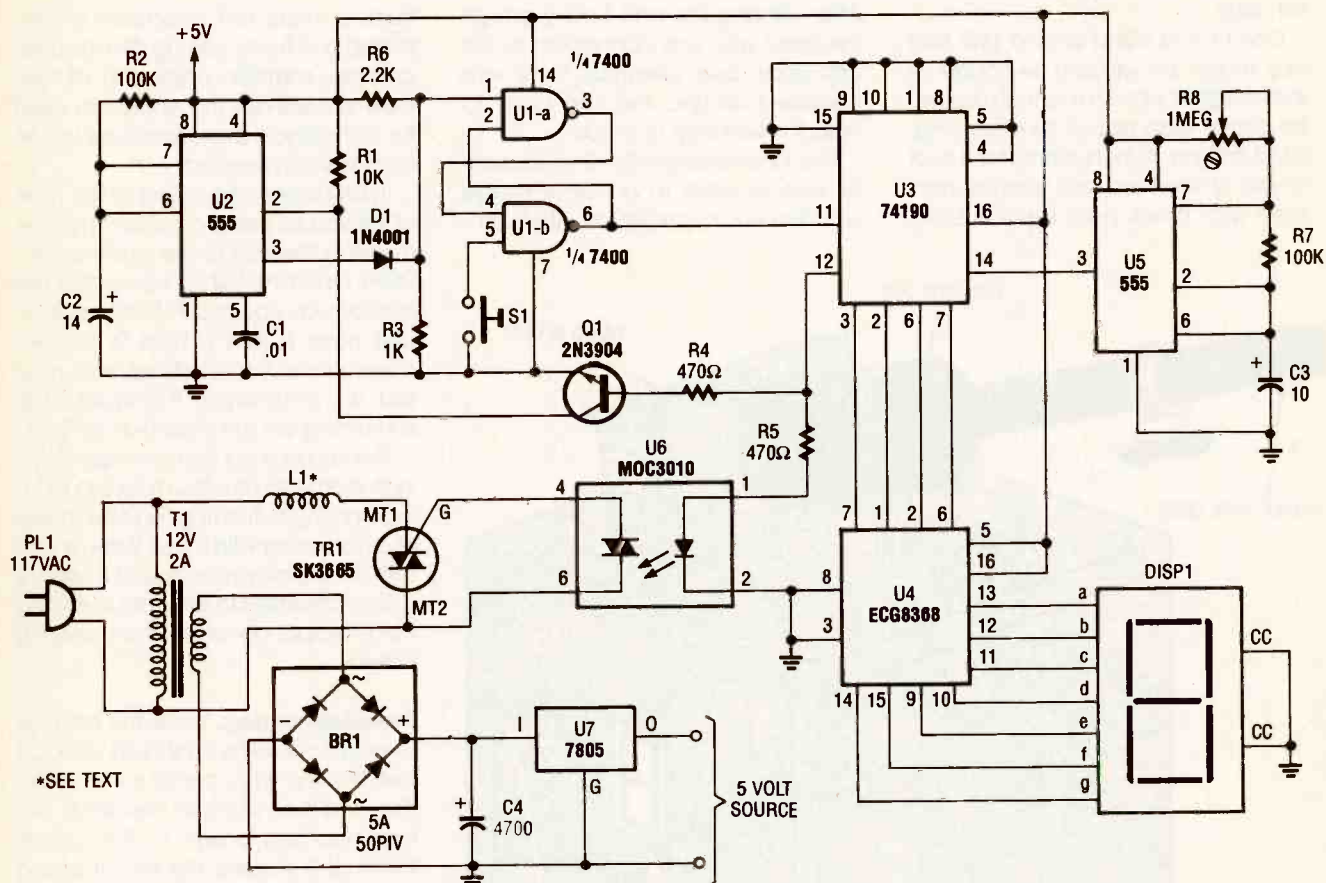 +5V
R2
100K
R6
2.2K
1/4 7400
14
1
2
U1-a
3
8
4
7
6
U2
555
2
3
1
5
R1
10K
D1
1N4001
4
5
U1-b
6
7
1/4 7400
C2
14
+
C1
.01
R3
1K
S1
Q1
2N3904
R4
470Ω
R5
470Ω
9
10
1
8
15
5
4
U3
74190
11
16
12
14
3
2
6
7
R8
1MEG
8
4
7
3
U5
555
2
6
1
R7
100K
+
C3
10
L1*
PL1
117VAC
T1
12V
2A
MT1
G
TR1
SK3665
MT2
U6
MOC3010
4
1
6
2
7
1
2
6
8
3
U4
ECG8368
5
16
13
12
11
14
15
9
10
DISP1
a
b
c
d
e
f
g
CC
CC
*SEE TEXT
~
−
BR1
+
~
5A
50PIV
+
C4
4700
I
U7
7805
O
G
5 VOLT
SOURCE